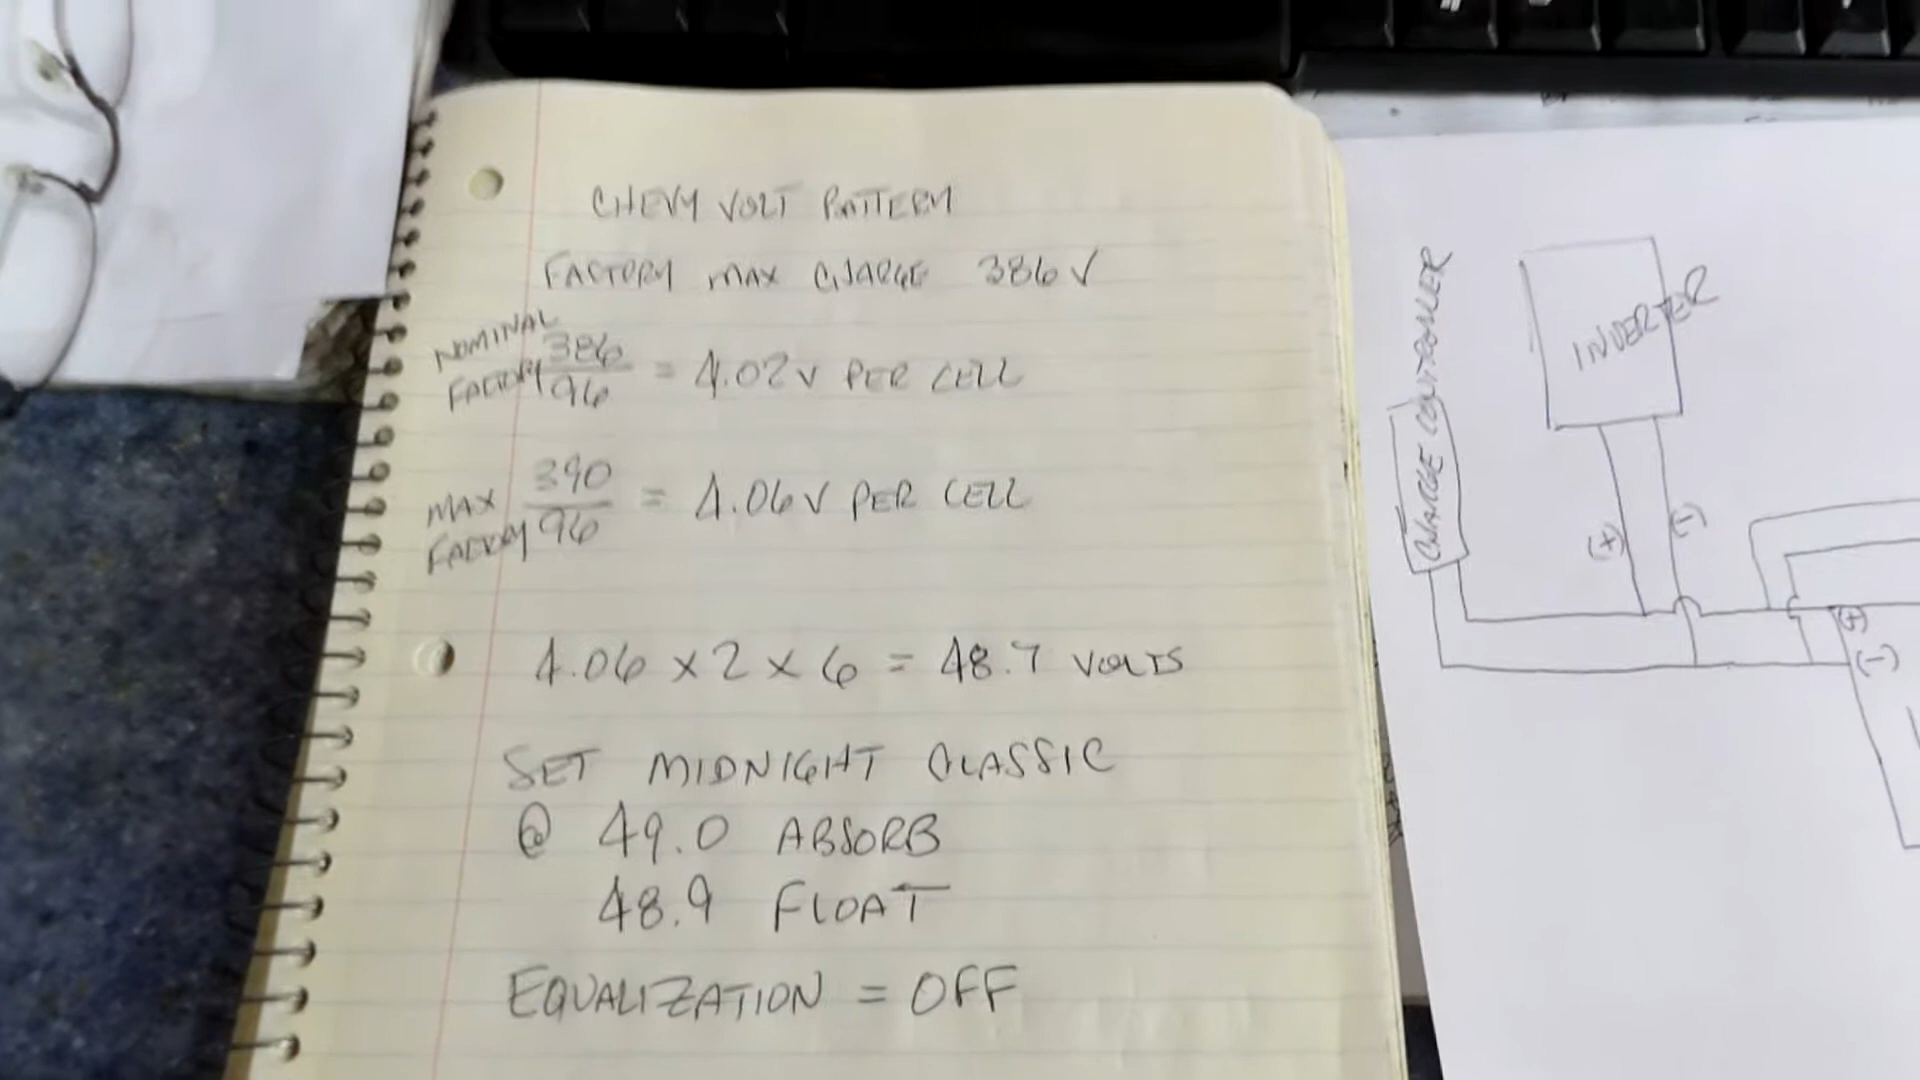 CHEVY VOLT BATTERY
FACTORY MAX CHARGE 386 V
NOMINAL FACTORY 386/96 = 4.02V PER CELL
MAX FACTORY 390/96 = 4.06V PER CELL
4.06 x 2 x 6 = 48.7 VOLTS
SET MIDNIGHT CLASSIC
@ 49.0 ABSORB
48.9 FLOAT
EQUALIZATION = OFF
CHARGE CONTROLLER
INVERTER
(+) (-)
(+)
(-)